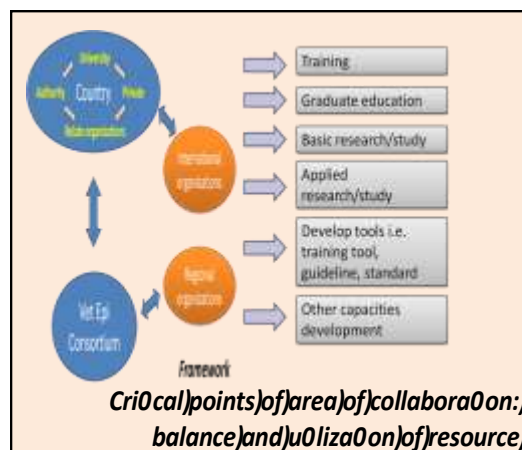 University
Authority
Country
Private
International
organizations
Regional
organizations
Vet Epi
Consortium
Framework
Training
Graduate education
Basic research/study
Applied
research/study
Develop tools i.e.
training tool,
guideline, standard
Other capacities
development
Cri0cal)points)of)area)of)collabora0on:,
balance)and)u0liza0on)of)resource,